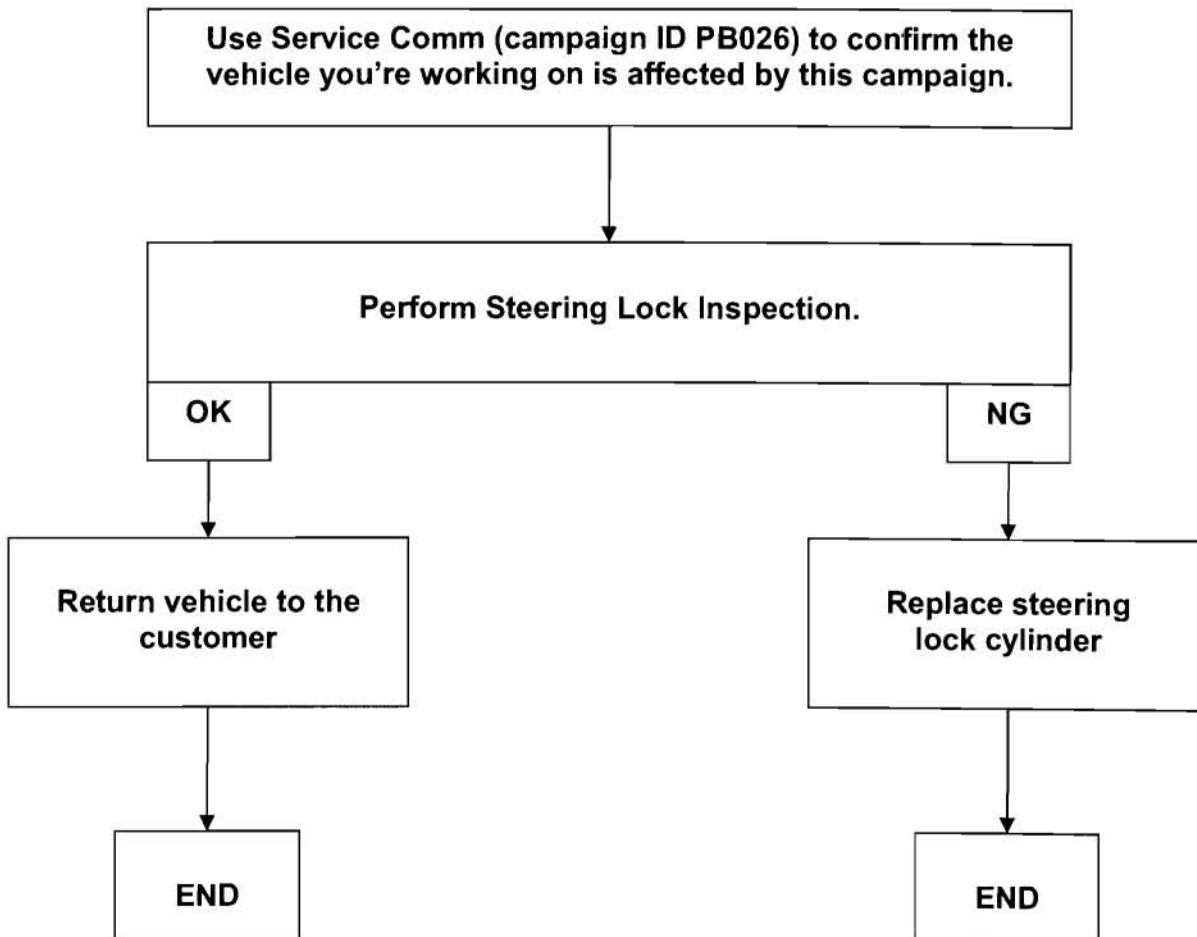 Use Service Comm (campaign ID PB026) to confirm the
vehicle you're working on is affected by this campaign.
Perform Steering Lock Inspection.
OK
NG
Return vehicle to the
customer
Replace steering
lock cylinder
END
END